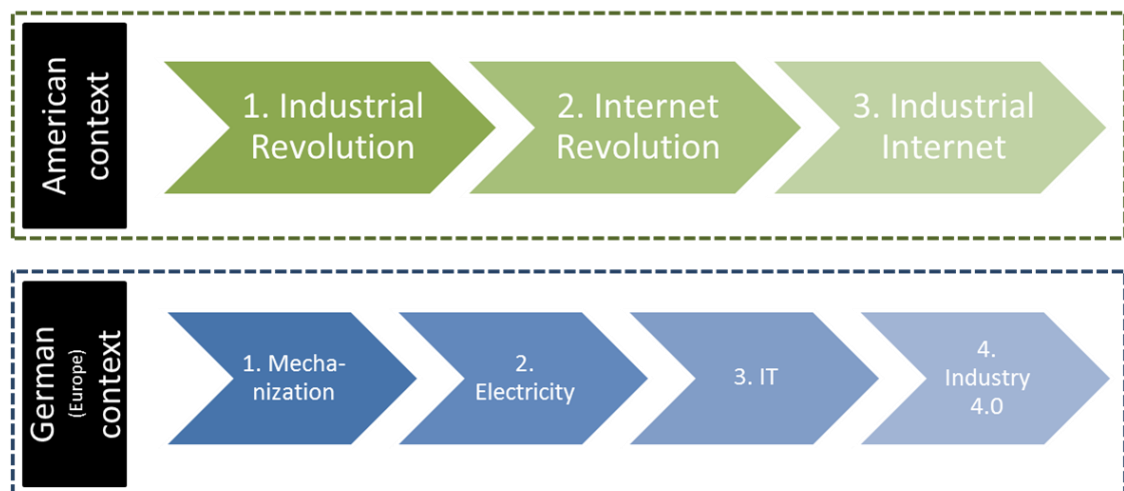 American
context
1. Industrial
Revolution
2. Internet
Revolution
3. Industrial
Internet
German
(Europe)
context
1. Mecha-
nization
2.
Electricity
3. IT
4.
Industry
4.0